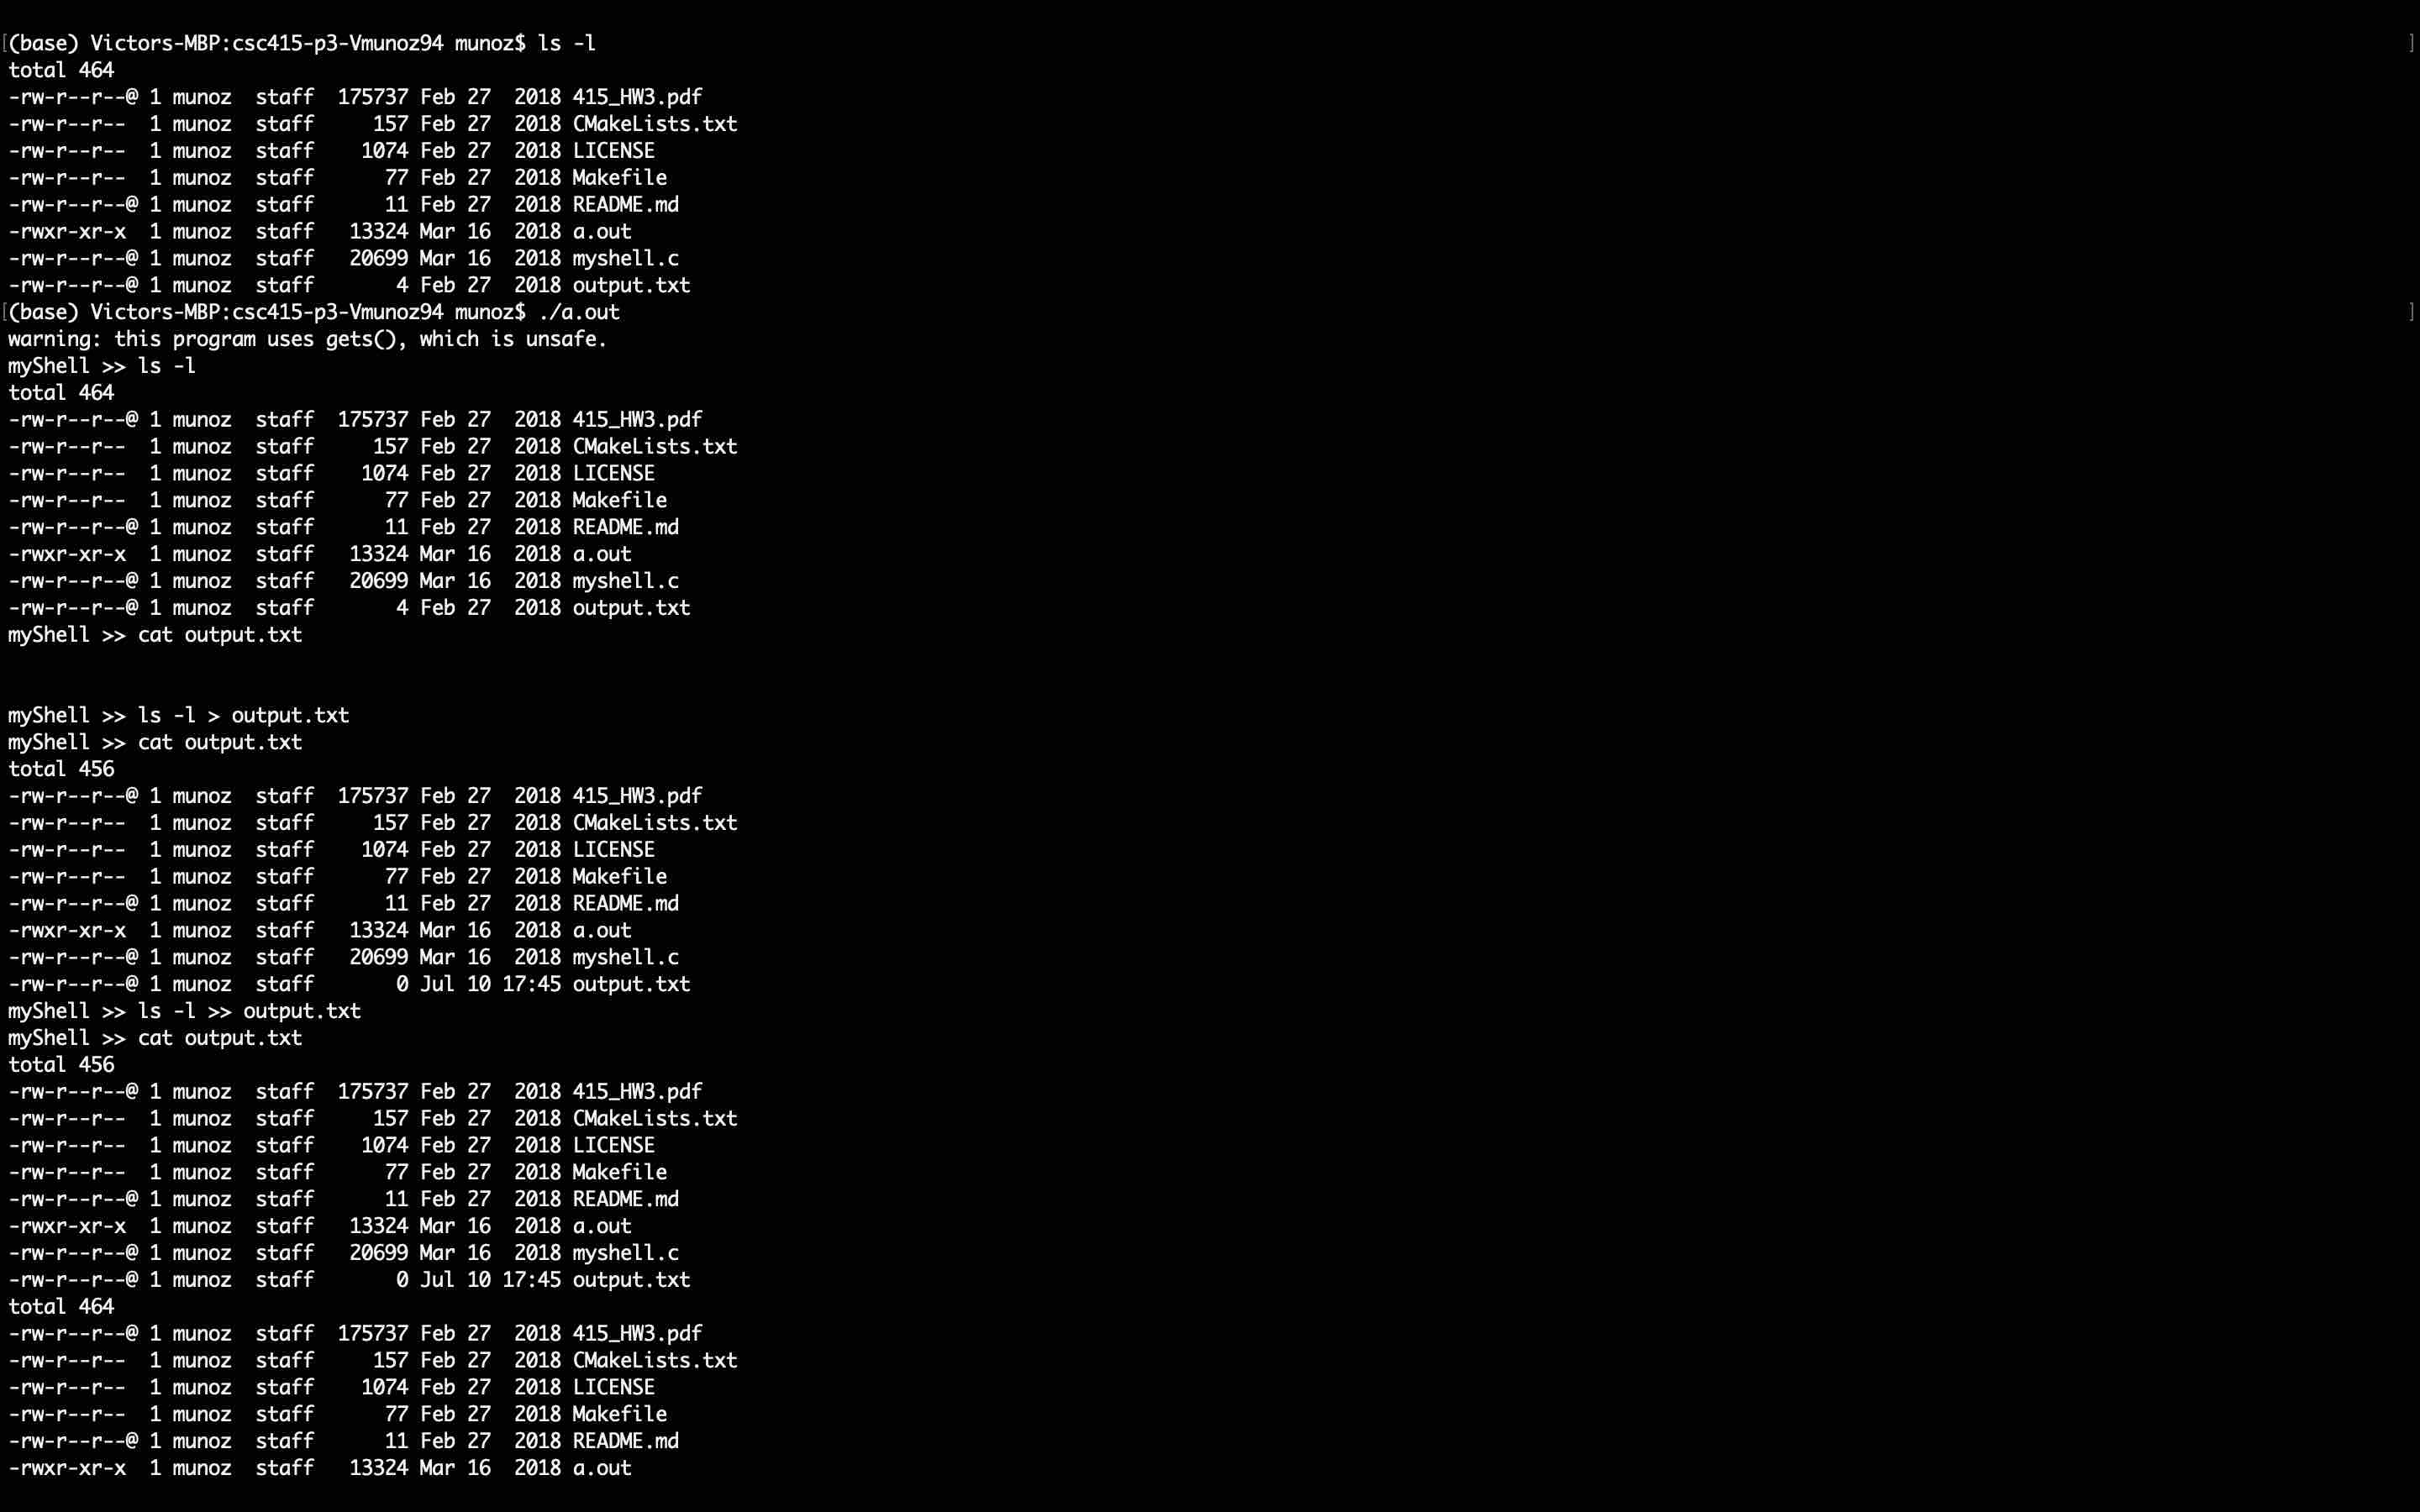 [(base) Victors-MBP:csc415-p3-Vmunoz94 munoz$ ls -l ]
total 464
-rw-r--r--@ 1 munoz  staff  175737 Feb 27  2018 415_HW3.pdf
-rw-r--r--  1 munoz  staff     157 Feb 27  2018 CMakeLists.txt
-rw-r--r--  1 munoz  staff    1074 Feb 27  2018 LICENSE
-rw-r--r--  1 munoz  staff      77 Feb 27  2018 Makefile
-rw-r--r--@ 1 munoz  staff      11 Feb 27  2018 README.md
-rwxr-xr-x  1 munoz  staff   13324 Mar 16  2018 a.out
-rw-r--r--@ 1 munoz  staff   20699 Mar 16  2018 myshell.c
-rw-r--r--@ 1 munoz  staff       4 Feb 27  2018 output.txt
[(base) Victors-MBP:csc415-p3-Vmunoz94 munoz$ ./a.out ]
warning: this program uses gets(), which is unsafe.
myShell >> ls -l
total 464
-rw-r--r--@ 1 munoz  staff  175737 Feb 27  2018 415_HW3.pdf
-rw-r--r--  1 munoz  staff     157 Feb 27  2018 CMakeLists.txt
-rw-r--r--  1 munoz  staff    1074 Feb 27  2018 LICENSE
-rw-r--r--  1 munoz  staff      77 Feb 27  2018 Makefile
-rw-r--r--@ 1 munoz  staff      11 Feb 27  2018 README.md
-rwxr-xr-x  1 munoz  staff   13324 Mar 16  2018 a.out
-rw-r--r--@ 1 munoz  staff   20699 Mar 16  2018 myshell.c
-rw-r--r--@ 1 munoz  staff       4 Feb 27  2018 output.txt
myShell >> cat output.txt
myShell >> ls -l > output.txt
myShell >> cat output.txt
total 456
-rw-r--r--@ 1 munoz  staff  175737 Feb 27  2018 415_HW3.pdf
-rw-r--r--  1 munoz  staff     157 Feb 27  2018 CMakeLists.txt
-rw-r--r--  1 munoz  staff    1074 Feb 27  2018 LICENSE
-rw-r--r--  1 munoz  staff      77 Feb 27  2018 Makefile
-rw-r--r--@ 1 munoz  staff      11 Feb 27  2018 README.md
-rwxr-xr-x  1 munoz  staff   13324 Mar 16  2018 a.out
-rw-r--r--@ 1 munoz  staff   20699 Mar 16  2018 myshell.c
-rw-r--r--@ 1 munoz  staff       0 Jul 10 17:45 output.txt
myShell >> ls -l >> output.txt
myShell >> cat output.txt
total 456
-rw-r--r--@ 1 munoz  staff  175737 Feb 27  2018 415_HW3.pdf
-rw-r--r--  1 munoz  staff     157 Feb 27  2018 CMakeLists.txt
-rw-r--r--  1 munoz  staff    1074 Feb 27  2018 LICENSE
-rw-r--r--  1 munoz  staff      77 Feb 27  2018 Makefile
-rw-r--r--@ 1 munoz  staff      11 Feb 27  2018 README.md
-rwxr-xr-x  1 munoz  staff   13324 Mar 16  2018 a.out
-rw-r--r--@ 1 munoz  staff   20699 Mar 16  2018 myshell.c
-rw-r--r--@ 1 munoz  staff       0 Jul 10 17:45 output.txt
total 464
-rw-r--r--@ 1 munoz  staff  175737 Feb 27  2018 415_HW3.pdf
-rw-r--r--  1 munoz  staff     157 Feb 27  2018 CMakeLists.txt
-rw-r--r--  1 munoz  staff    1074 Feb 27  2018 LICENSE
-rw-r--r--  1 munoz  staff      77 Feb 27  2018 Makefile
-rw-r--r--@ 1 munoz  staff      11 Feb 27  2018 README.md
-rwxr-xr-x  1 munoz  staff   13324 Mar 16  2018 a.out